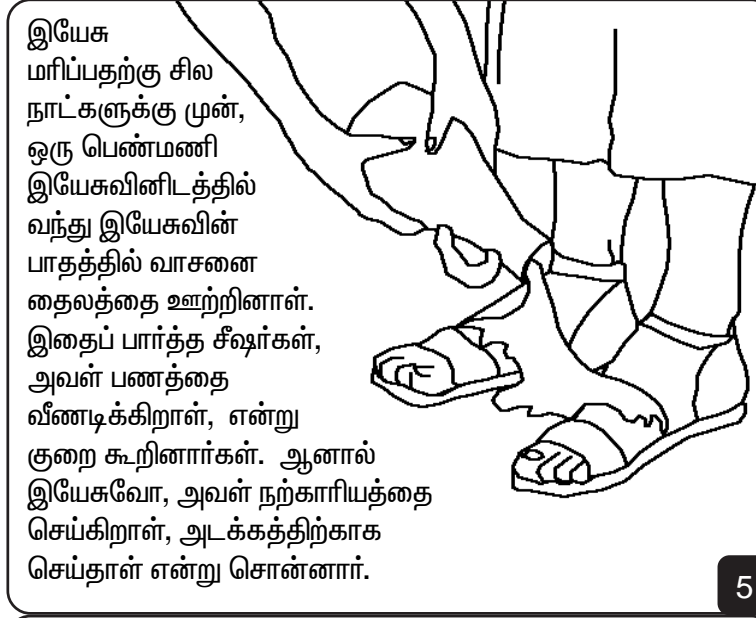 இயேசு
மரிப்பதற்கு சில
நாட்களுக்கு முன்,
ஒரு பெண்மணி
இயேசுவினிடத்தில்
வந்து இயேசுவின்
பாதத்தில் வாசனை
தைலத்தை ஊற்றினாள்.
இதைப் பார்த்த சீஷர்கள்,
அவள் பணத்தை
வீணடிக்கிறாள், என்று
குறை கூறினார்கள். ஆனால்
இயேசுவோ, அவள் நற்காரியத்தை
செய்கிறாள், அடக்கத்திற்காக
செய்தாள் என்று சொன்னார்.
5